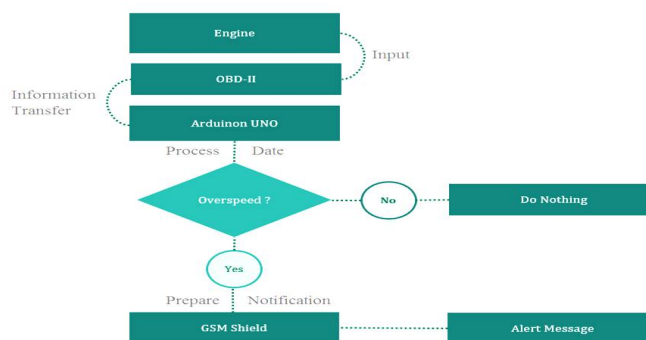 Engine
Input
OBD-II
Information
Transfer
Arduinon UNO
Process Date
Overspeed ?
No
Do Nothing
Yes
Prepare Notification
GSM Shield
Alert Message